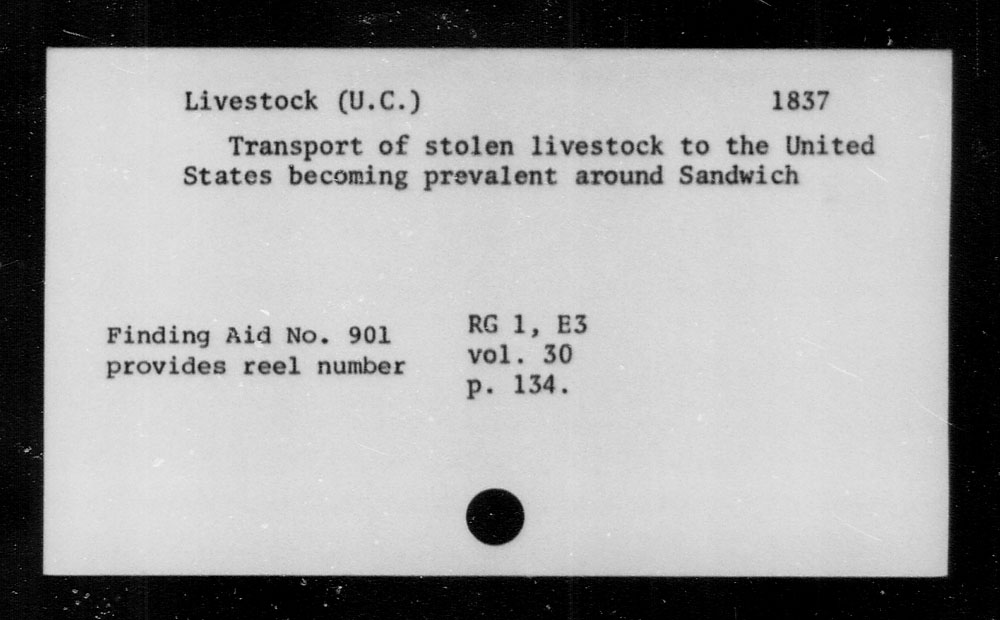 Livestock (U.C.) 1837
Transport of stolen livestock to the United
States becoming prevalent around Sandwich
Finding Aid No. 901
provides reel number
RG 1, E3
vol. 30
p. 134.